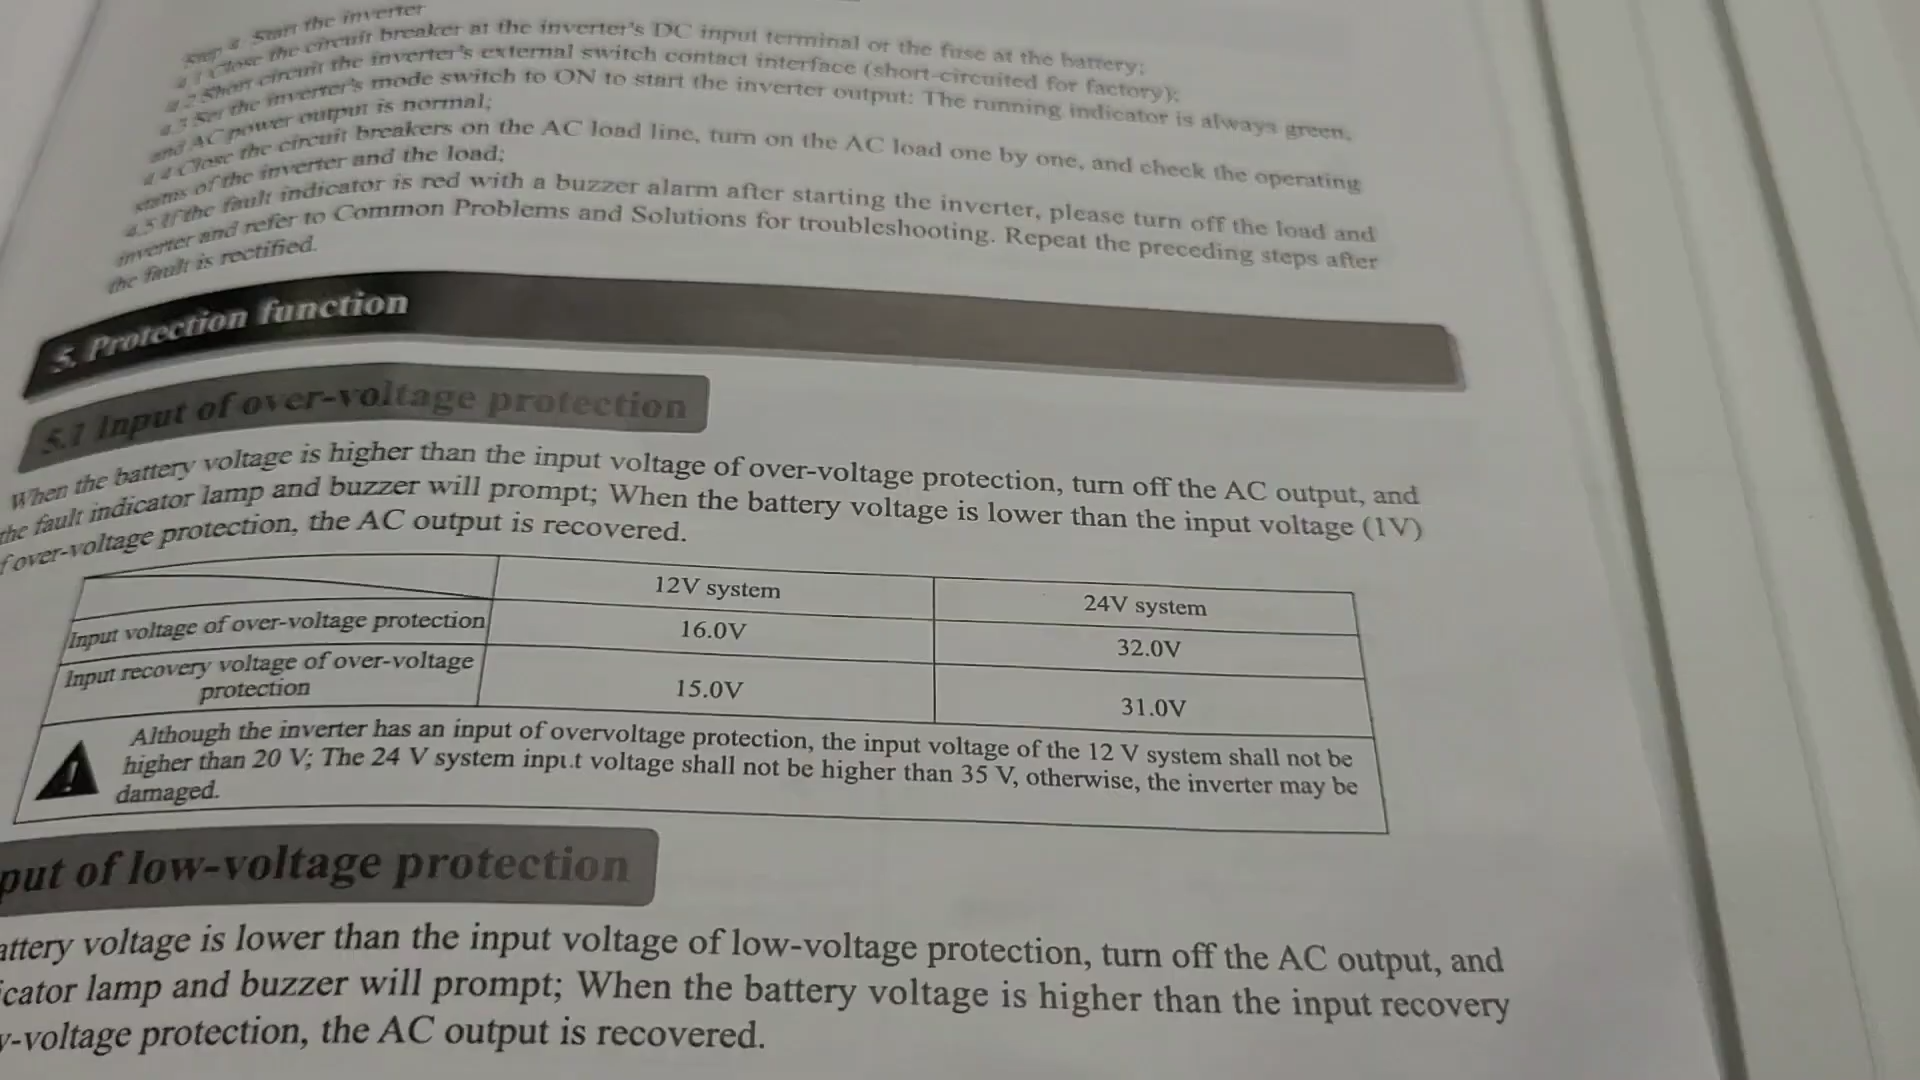 Step 4. Start the inverter
4.1 Close the circuit breaker at the inverter's DC input terminal or the fuse at the battery;
4.2 Short circuit the inverter's external switch contact interface (short-circuited for factory);
4.3 Set the inverter's mode switch to ON to start the inverter output: The running indicator is always green,
and AC power output is normal;
4.4 Close the circuit breakers on the AC load line, turn on the AC load one by one, and check the operating
status of the inverter and the load;
4.5 If the fault indicator is red with a buzzer alarm after starting the inverter, please turn off the load and
inverter and refer to Common Problems and Solutions for troubleshooting. Repeat the preceding steps after
the fault is rectified.
5. Protection function
5.1 Input of over-voltage protection
When the battery voltage is higher than the input voltage of over-voltage protection, turn off the AC output, and
the fault indicator lamp and buzzer will prompt; When the battery voltage is lower than the input voltage (1V)
f over-voltage protection, the AC output is recovered.
12V system 24V system
Input voltage of over-voltage protection 16.0V 32.0V
Input recovery voltage of over-voltage
protection 15.0V 31.0V
Although the inverter has an input of overvoltage protection, the input voltage of the 12 V system shall not be
higher than 20 V; The 24 V system input voltage shall not be higher than 35 V, otherwise, the inverter may be
damaged.
put of low-voltage protection
attery voltage is lower than the input voltage of low-voltage protection, turn off the AC output, and
icator lamp and buzzer will prompt; When the battery voltage is higher than the input recovery
-voltage protection, the AC output is recovered.